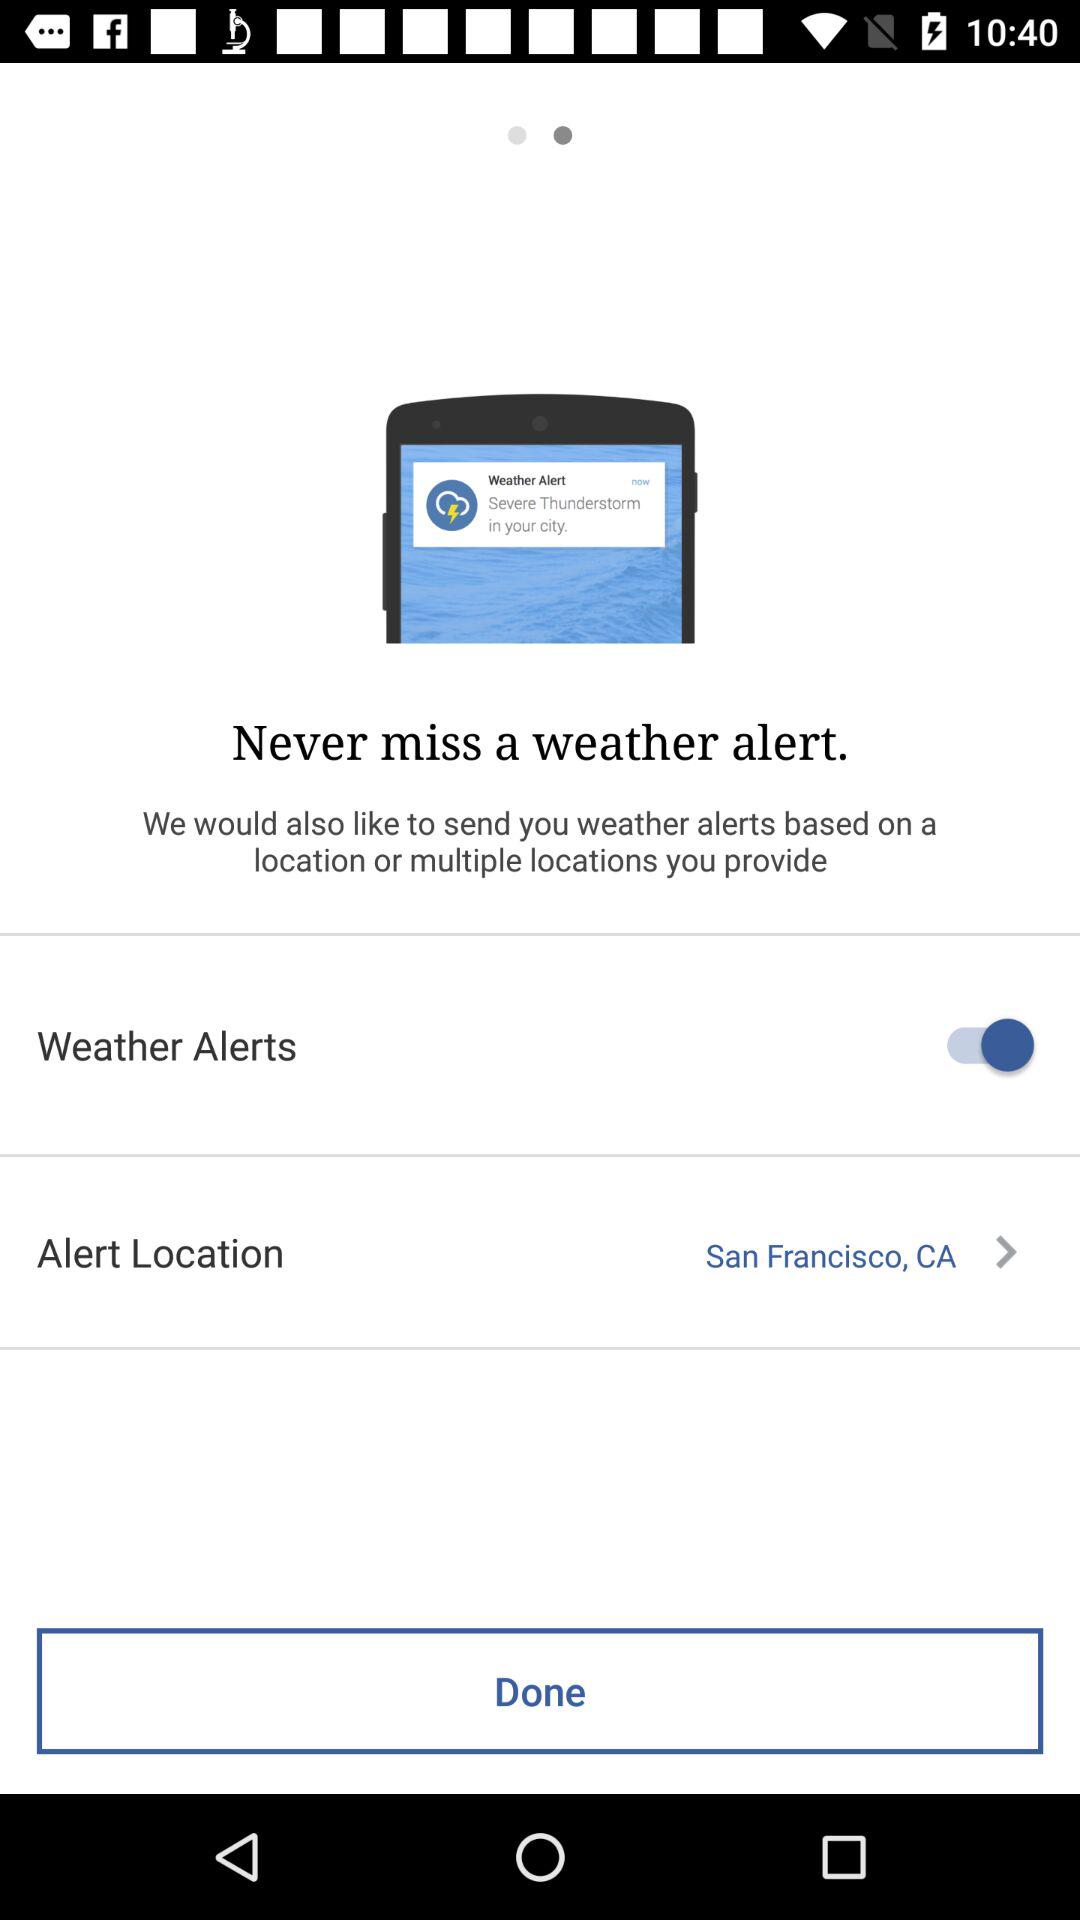 10:40
Weather Alert now
Severe Thunderstorm
in your city.
Never miss a weather alert.
We would also like to send you weather alerts based on a
location or multiple locations you provide
Weather Alerts
Alert Location San Francisco, CA
Done